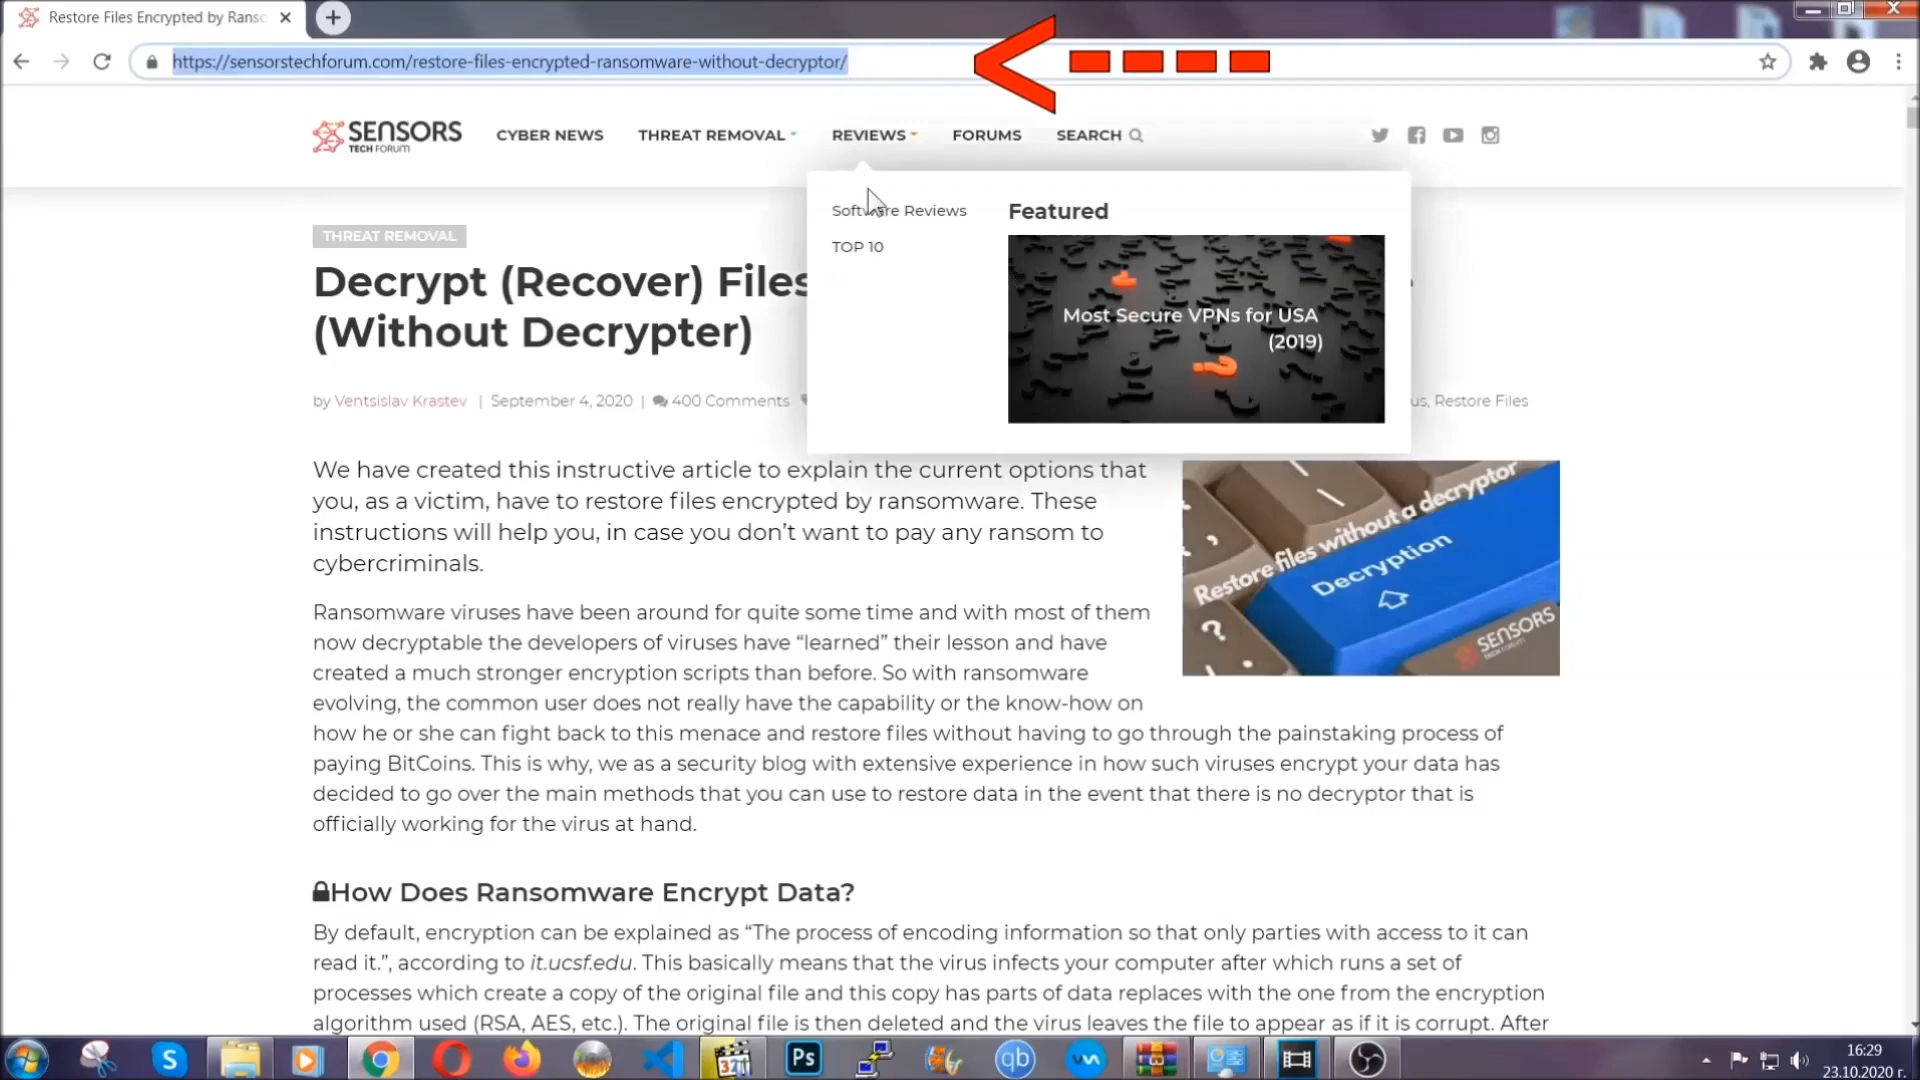 Restore Files Encrypted by Ranso
https://sensorstechforum.com/restore-files-encrypted-ransomware-without-decryptor/
SENSORS
TECH FORUM
CYBER NEWS
THREAT REMOVAL
REVIEWS
FORUMS
SEARCH
Software Reviews
TOP 10
Featured
Most Secure VPNs for USA
(2019)
THREAT REMOVAL
Decrypt (Recover) Files
(Without Decrypter)
by Ventsislav Krastev | September 4, 2020 | 400 Comments
us, Restore Files
We have created this instructive article to explain the current options that
you, as a victim, have to restore files encrypted by ransomware. These
instructions will help you, in case you don’t want to pay any ransom to
cybercriminals.
Restore files without a decryptor
Decryption
SENSORS
TECH FORUM
Ransomware viruses have been around for quite some time and with most of them
now decryptable the developers of viruses have “learned” their lesson and have
created a much stronger encryption scripts than before. So with ransomware
evolving, the common user does not really have the capability or the know-how on
how he or she can fight back to this menace and restore files without having to go through the painstaking process of
paying BitCoins. This is why, we as a security blog with extensive experience in how such viruses encrypt your data has
decided to go over the main methods that you can use to restore data in the event that there is no decryptor that is
officially working for the virus at hand.
How Does Ransomware Encrypt Data?
By default, encryption can be explained as “The process of encoding information so that only parties with access to it can
read it.”, according to it.ucsf.edu. This basically means that the virus infects your computer after which runs a set of
processes which create a copy of the original file and this copy has parts of data replaces with the one from the encryption
algorithm used (RSA, AES, etc.). The original file is then deleted and the virus leaves the file to appear as if it is corrupt. After
S
321
Ps
qb
16:29
23.10.2020 г.